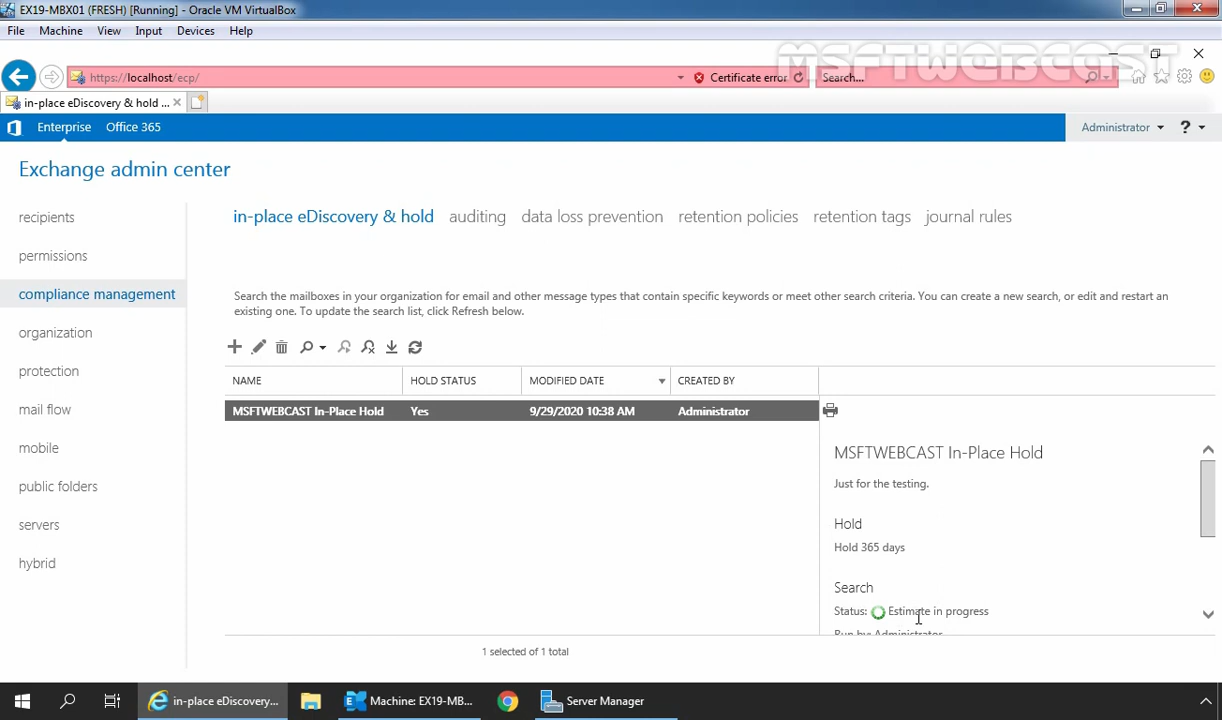 EX19-MBX01 (FRESH) [Running] - Oracle VM VirtualBox
File Machine View Input Devices Help
MSFTWEBCAST
https://localhost/ecp/ Certificate error Search...
in-place eDiscovery & hold ...
Enterprise Office 365 Administrator ?
Exchange admin center
recipients
permissions
compliance management
organization
protection
mail flow
mobile
public folders
servers
hybrid
in-place eDiscovery & hold auditing data loss prevention retention policies retention tags journal rules
Search the mailboxes in your organization for email and other message types that contain specific keywords or meet other search criteria. You can create a new search, or edit and restart an
existing one. To update the search list, click Refresh below.
NAME HOLD STATUS MODIFIED DATE CREATED BY
MSFTWEBCAST In-Place Hold Yes 9/29/2020 10:38 AM Administrator
MSFTWEBCAST In-Place Hold
Just for the testing.
Hold
Hold 365 days
Search
Status: Estimate in progress
Run by Administrator
1 selected of 1 total
in-place eDiscovery... Machine: EX19-MB... Server Manager